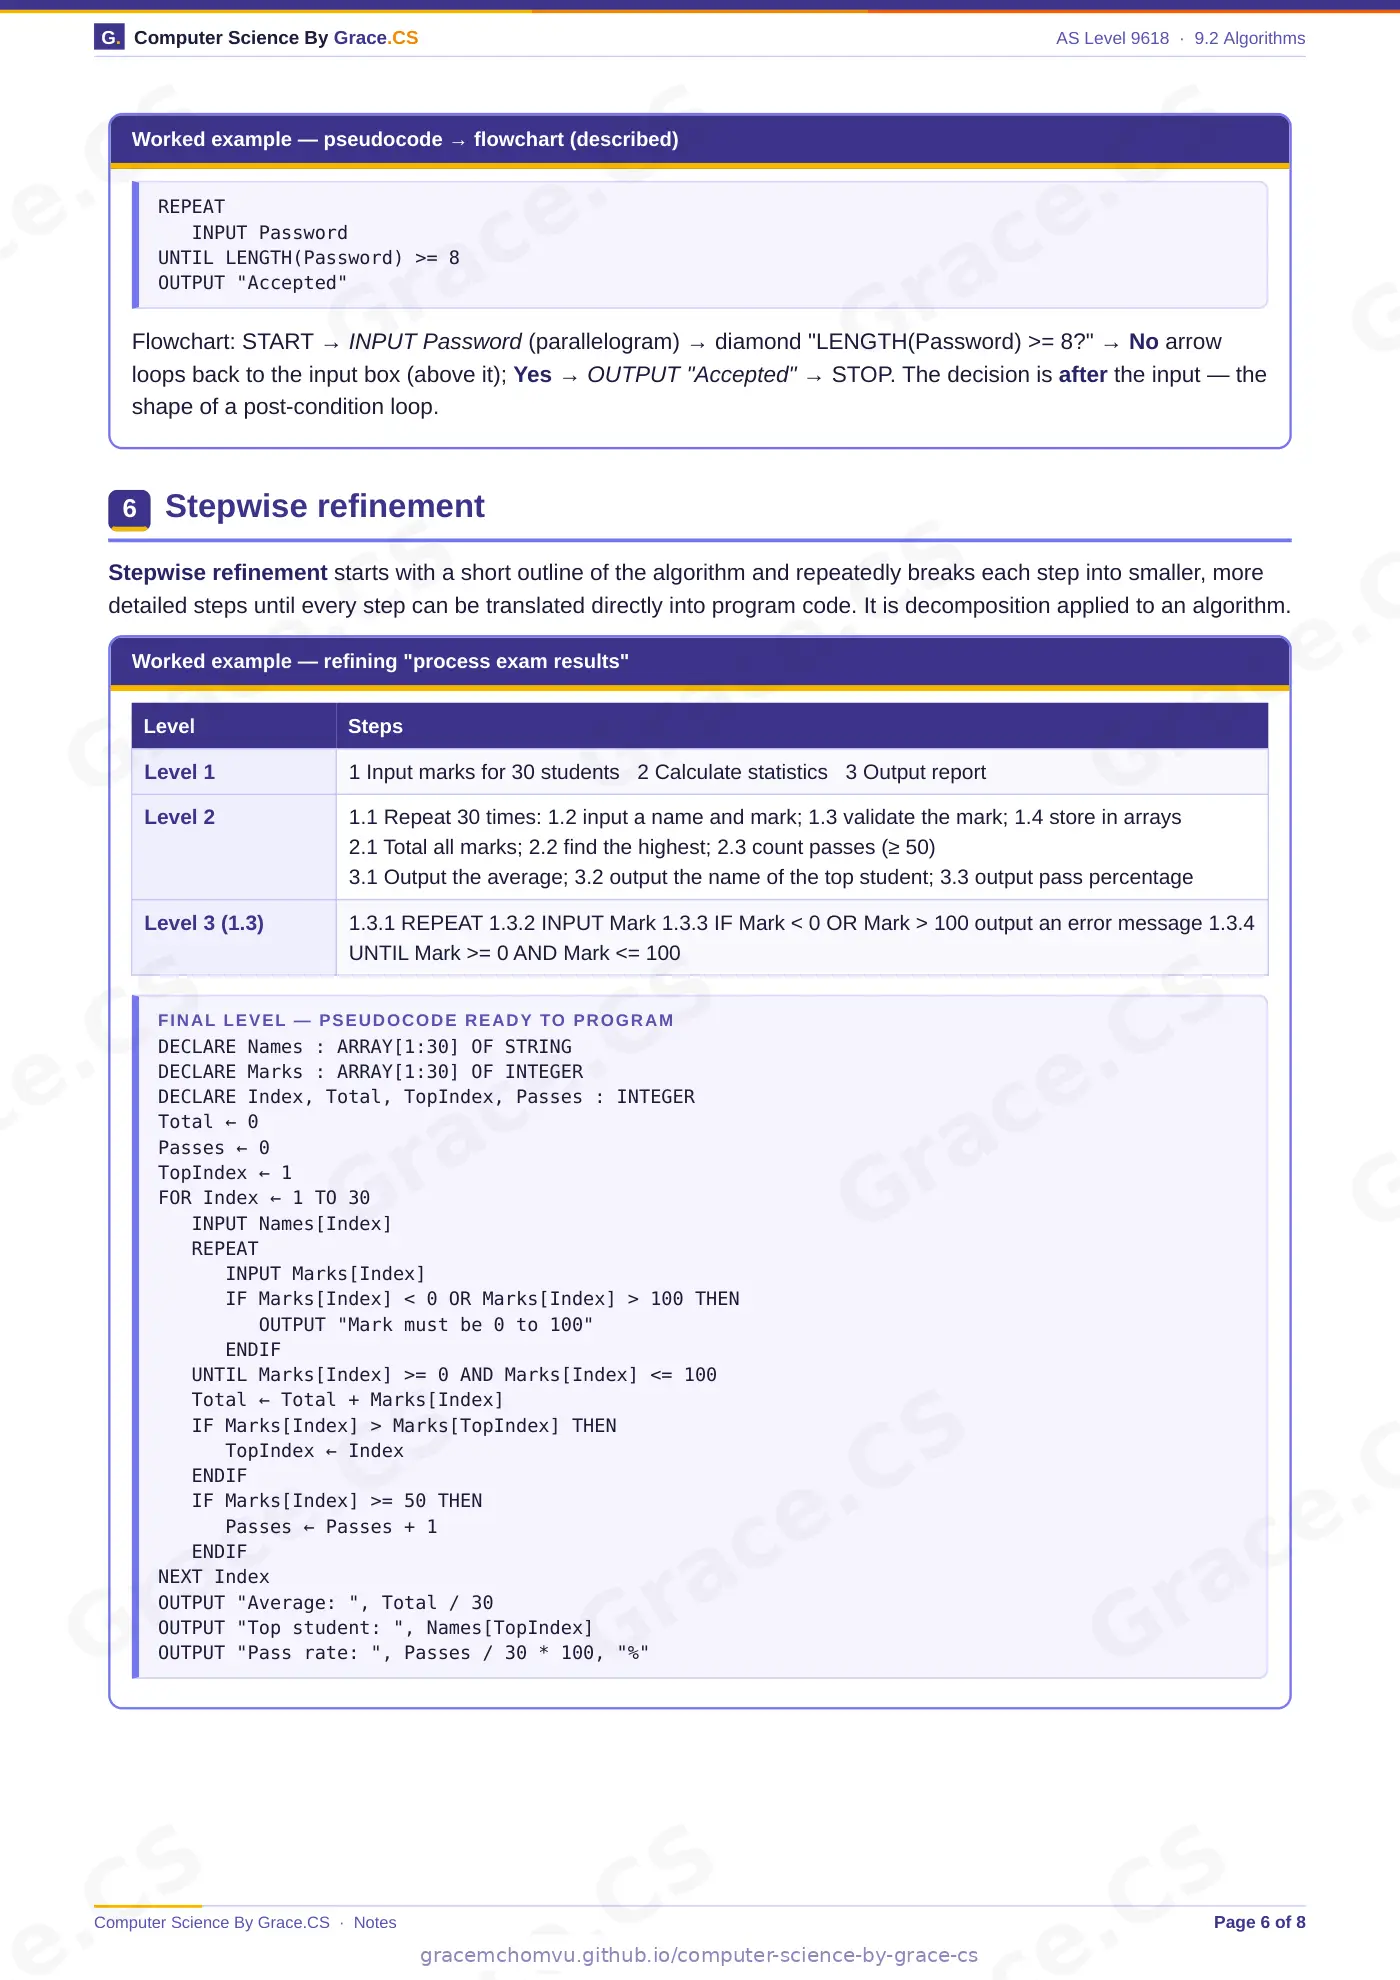 G. Computer Science By Grace.CS
AS Level 9618 · 9.2 Algorithms
Worked example — pseudocode → flowchart (described)
REPEAT
   INPUT Password
UNTIL LENGTH(Password) >= 8
OUTPUT "Accepted"
Flowchart: START → INPUT Password (parallelogram) → diamond "LENGTH(Password) >= 8?" → No arrow
loops back to the input box (above it); Yes → OUTPUT "Accepted" → STOP. The decision is after the input — the
shape of a post-condition loop.
6 Stepwise refinement
Stepwise refinement starts with a short outline of the algorithm and repeatedly breaks each step into smaller, more
detailed steps until every step can be translated directly into program code. It is decomposition applied to an algorithm.
Worked example — refining "process exam results"
Level Steps
Level 1 1 Input marks for 30 students 2 Calculate statistics 3 Output report
Level 2 1.1 Repeat 30 times: 1.2 input a name and mark; 1.3 validate the mark; 1.4 store in arrays
2.1 Total all marks; 2.2 find the highest; 2.3 count passes (≥ 50)
3.1 Output the average; 3.2 output the name of the top student; 3.3 output pass percentage
Level 3 (1.3) 1.3.1 REPEAT 1.3.2 INPUT Mark 1.3.3 IF Mark < 0 OR Mark > 100 output an error message 1.3.4
UNTIL Mark >= 0 AND Mark <= 100
FINAL LEVEL — PSEUDOCODE READY TO PROGRAM
DECLARE Names : ARRAY[1:30] OF STRING
DECLARE Marks : ARRAY[1:30] OF INTEGER
DECLARE Index, Total, TopIndex, Passes : INTEGER
Total ← 0
Passes ← 0
TopIndex ← 1
FOR Index ← 1 TO 30
   INPUT Names[Index]
   REPEAT
      INPUT Marks[Index]
      IF Marks[Index] < 0 OR Marks[Index] > 100 THEN
         OUTPUT "Mark must be 0 to 100"
      ENDIF
   UNTIL Marks[Index] >= 0 AND Marks[Index] <= 100
   Total ← Total + Marks[Index]
   IF Marks[Index] > Marks[TopIndex] THEN
      TopIndex ← Index
   ENDIF
   IF Marks[Index] >= 50 THEN
      Passes ← Passes + 1
   ENDIF
NEXT Index
OUTPUT "Average: ", Total / 30
OUTPUT "Top student: ", Names[TopIndex]
OUTPUT "Pass rate: ", Passes / 30 * 100, "%"
Computer Science By Grace.CS · Notes
Page 6 of 8
gracemchomvu.github.io/computer-science-by-grace-cs